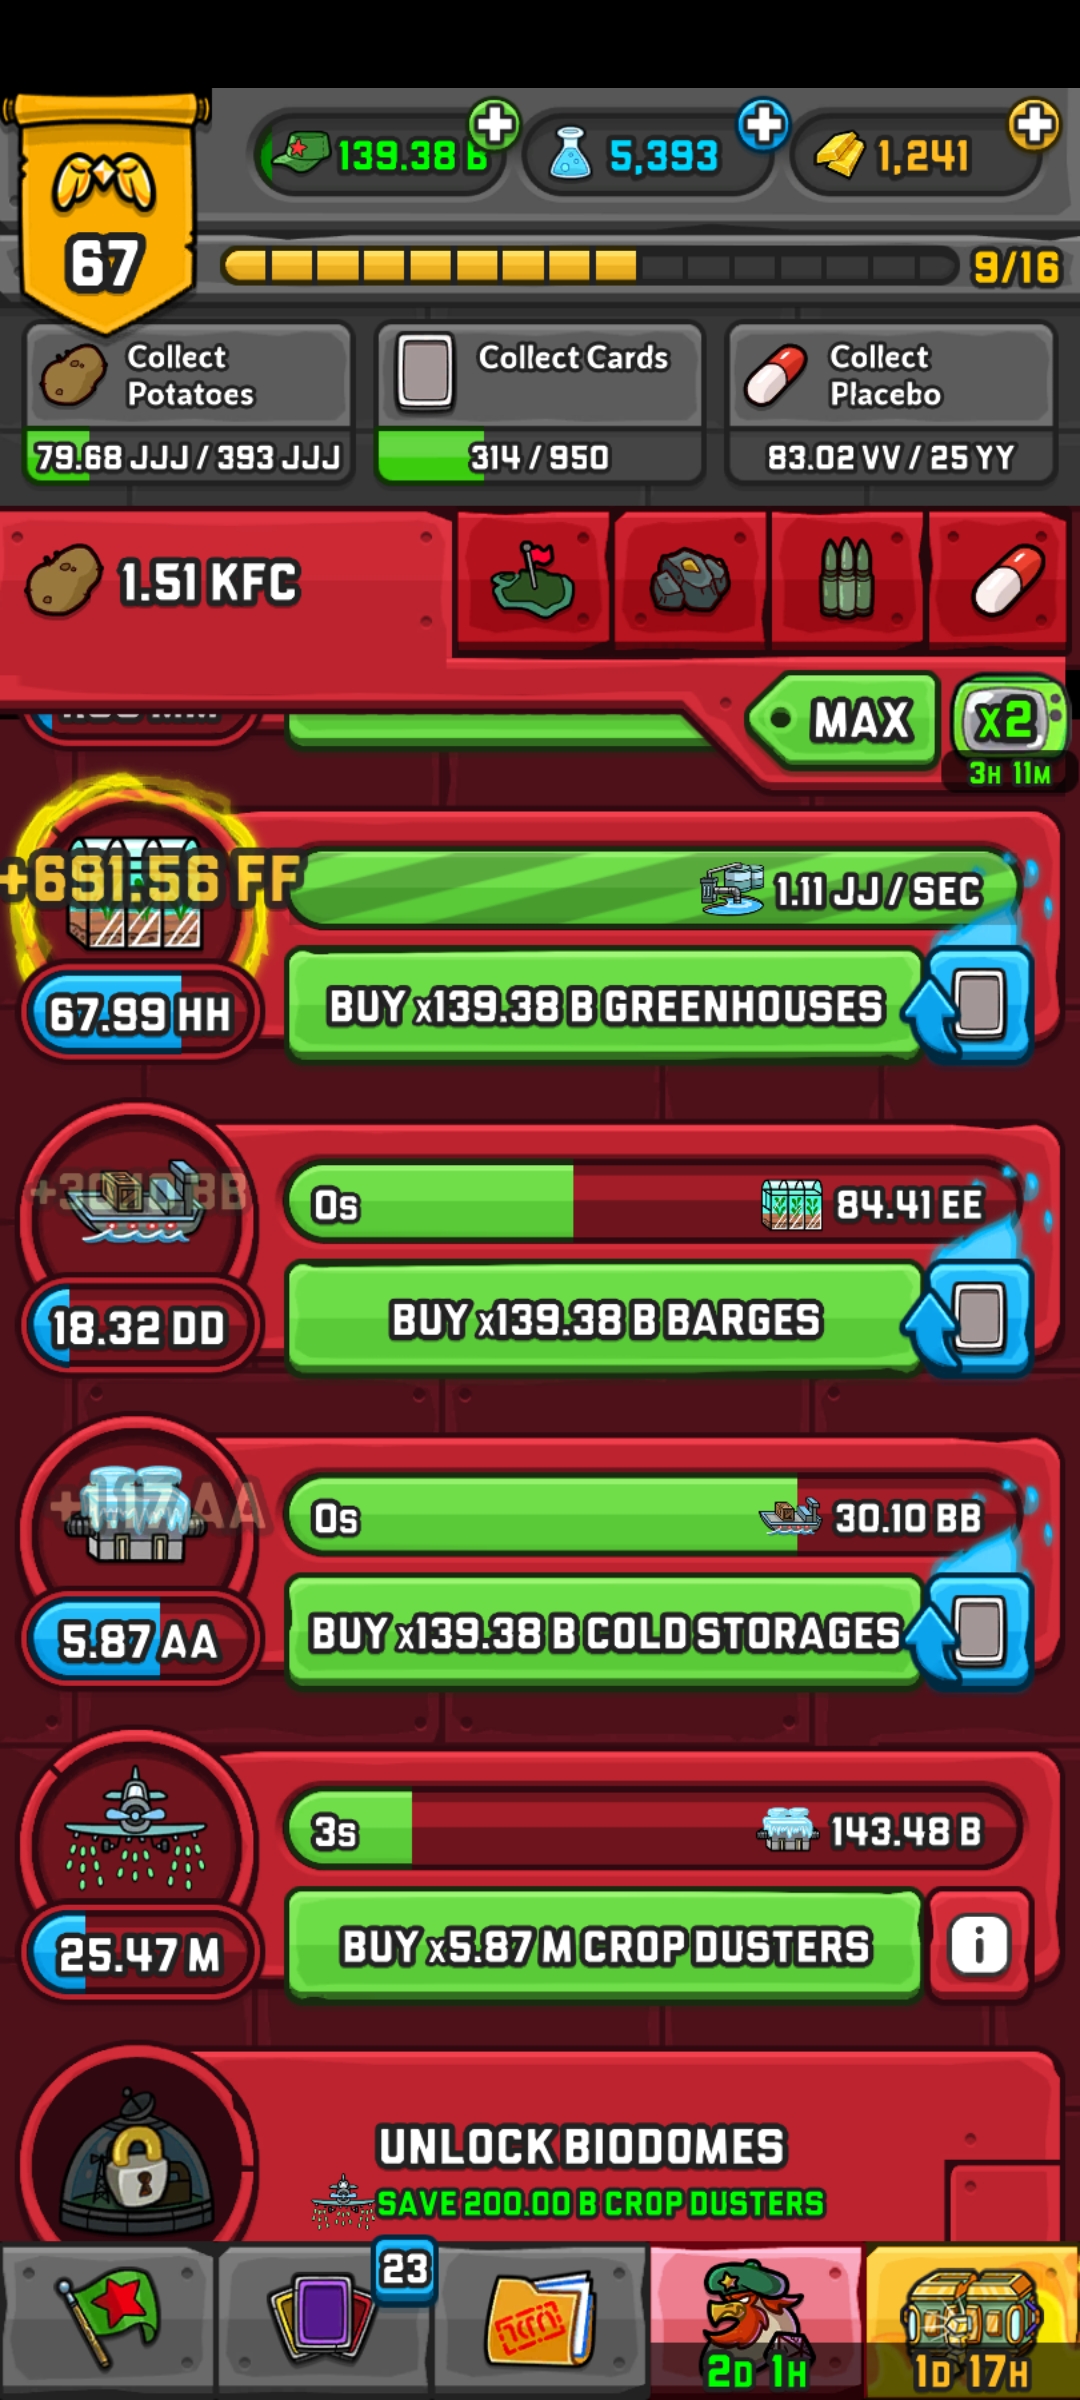 139.38 B
5,393
1,241
67
9/16
Collect
Potatoes
79.68 JJJ / 393 JJJ
Collect Cards
314 / 950
Collect
Placebo
83.02 VV / 25 YY
1.51 KFC
MAX
x2
3H 11M
+691.56 FF
1.11 JJ / SEC
67.99 HH
BUY x139.38 B GREENHOUSES
0s
84.41 EE
18.32 DD
BUY x139.38 B BARGES
+1.17 AA
0s
30.10 BB
5.87 AA
BUY x139.38 B COLD STORAGES
3s
143.48 B
25.47 M
BUY x5.87 M CROP DUSTERS
i
UNLOCK BIODOMES
SAVE 200.00 B CROP DUSTERS
23
2D 1H
1D 17H